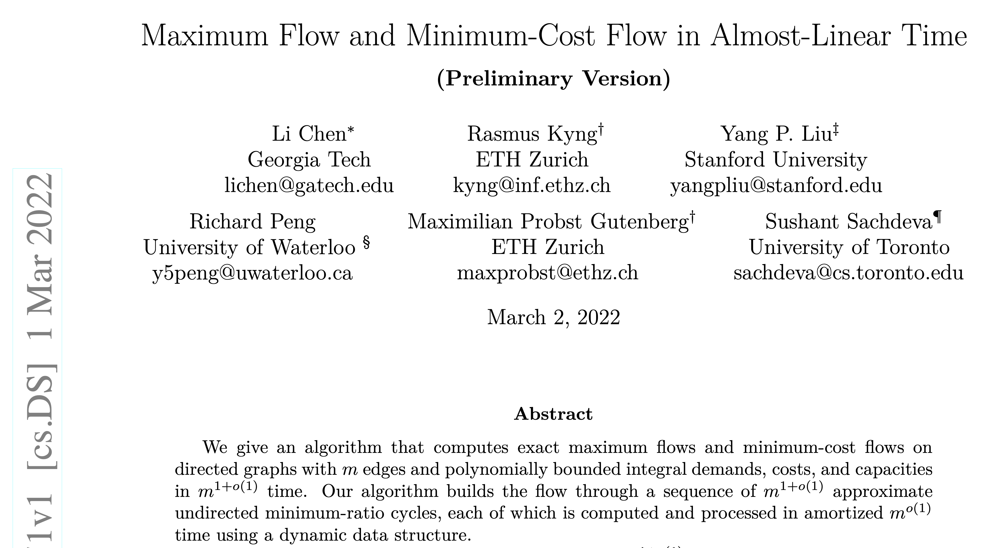 Maximum Flow and Minimum-Cost Flow in Almost-Linear Time
(Preliminary Version)
Li Chen* Rasmus Kyng† Yang P. Liu‡
Georgia Tech ETH Zurich Stanford University
lichen@gatech.edu kyng@inf.ethz.ch yangpliu@stanford.edu
Richard Peng Maximilian Probst Gutenberg† Sushant Sachdeva¶
University of Waterloo § ETH Zurich University of Toronto
y5peng@uwaterloo.ca maxprobst@ethz.ch sachdeva@cs.toronto.edu
March 2, 2022
Abstract
We give an algorithm that computes exact maximum flows and minimum-cost flows on
directed graphs with m edges and polynomially bounded integral demands, costs, and capacities
in m^{1+o(1)} time. Our algorithm builds the flow through a sequence of m^{1+o(1)} approximate
undirected minimum-ratio cycles, each of which is computed and processed in amortized m^{o(1)}
time using a dynamic data structure.
1v1 [cs.DS] 1 Mar 2022